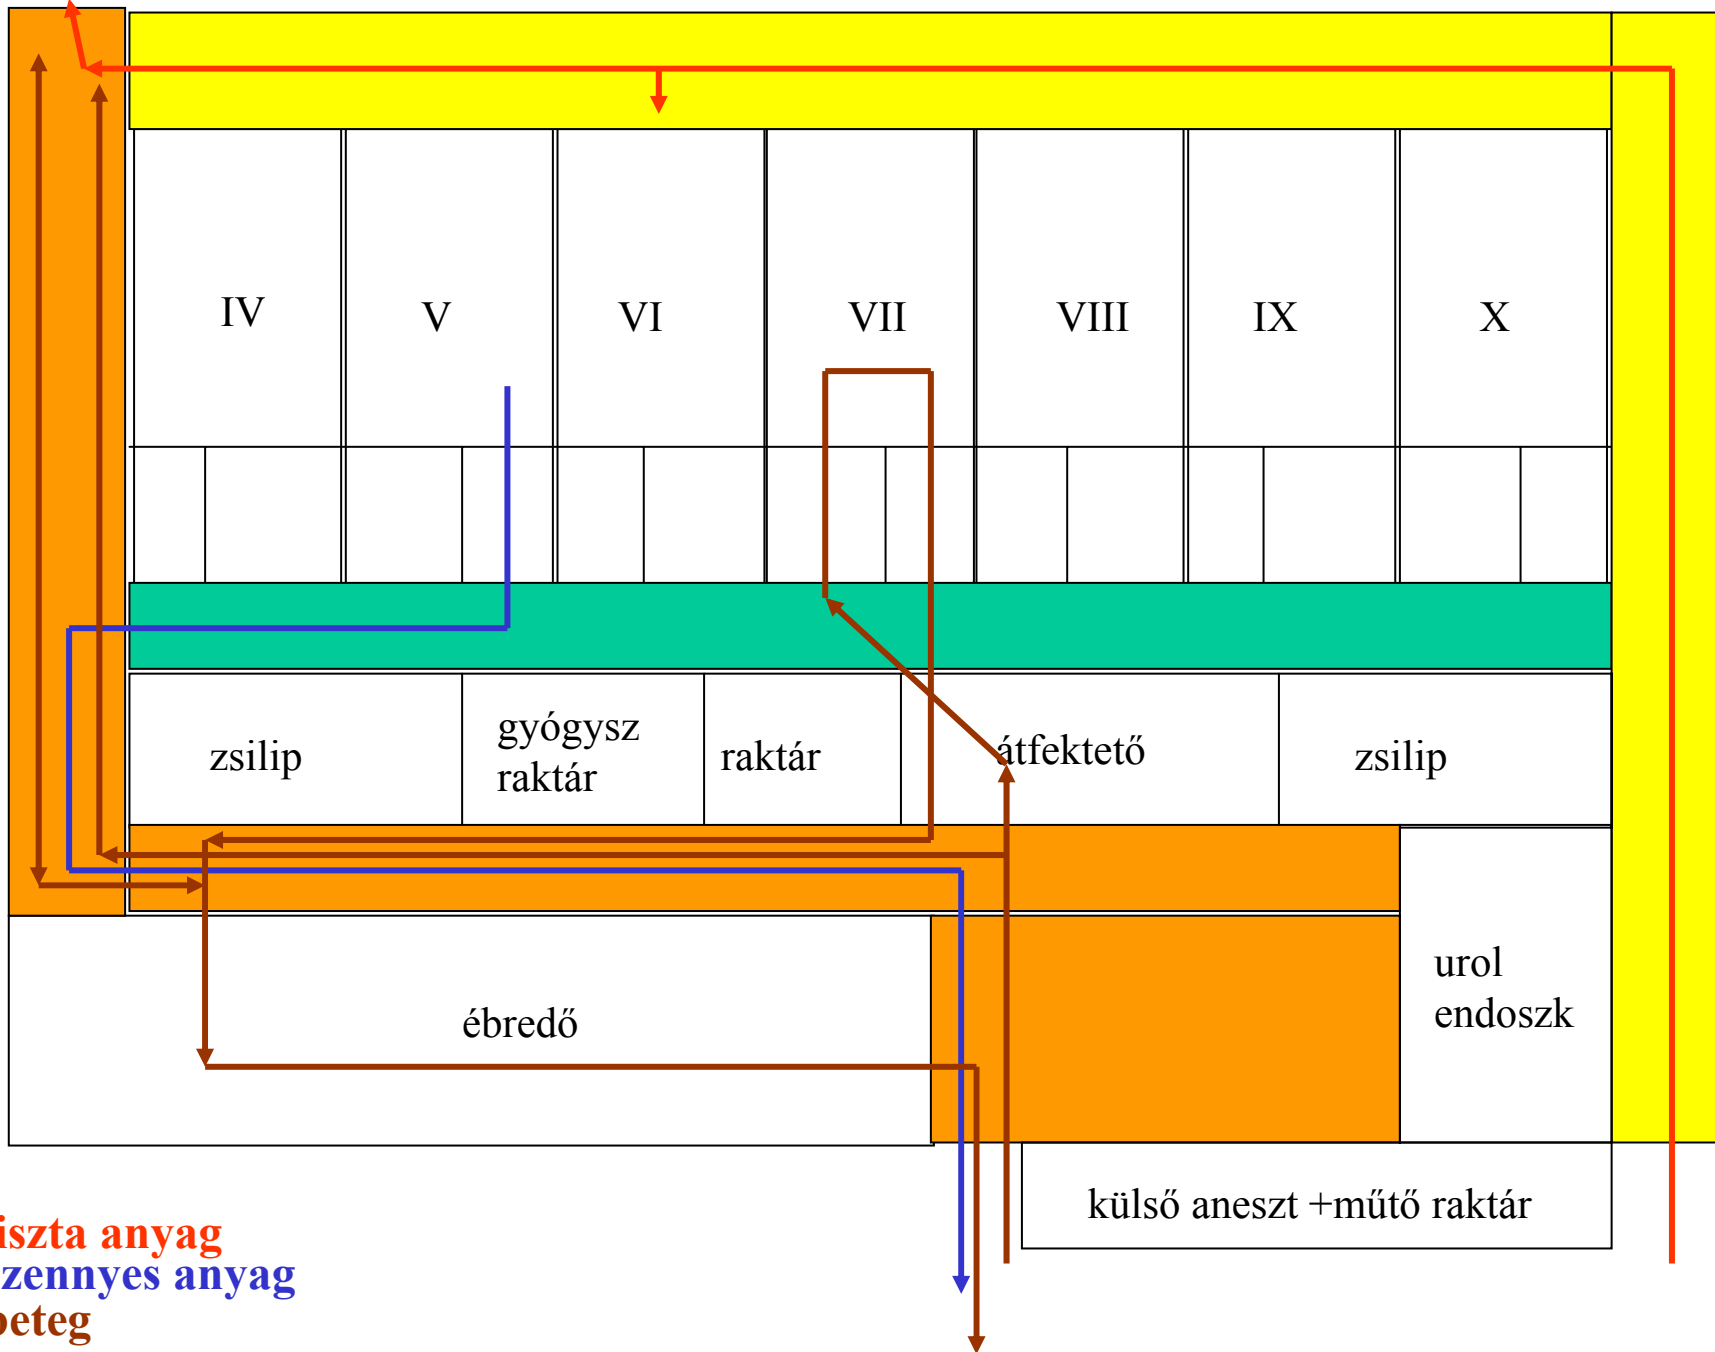 IV V VI VII VIII IX X
zsilip
gyógysz
raktár
raktár
átfektető
zsilip
urol
endoszk
ébredő
külső aneszt +műtő raktár
iszta anyag
zennyes anyag
beteg